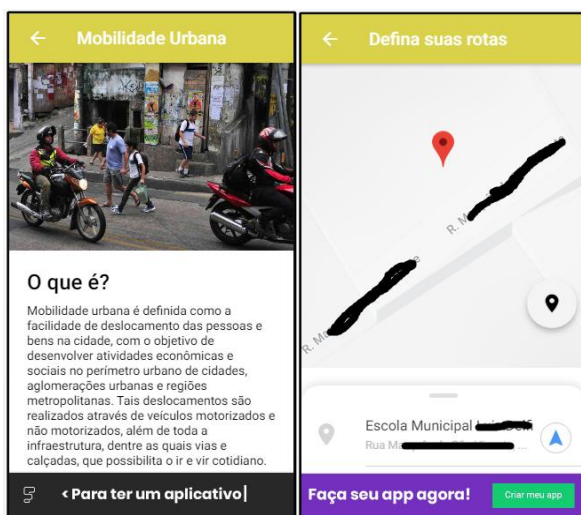 Mobilidade Urbana
O que é?
Mobilidade urbana é definida como a
facilidade de deslocamento das pessoas e
bens na cidade, com o objetivo de
desenvolver atividades econômicas e
sociais no perímetro urbano de cidades,
aglomerações urbanas e regiões
metropolitanas. Tais deslocamentos são
realizados através de veículos motorizados e
não motorizados, além de toda a
infraestrutura, dentre as quais vias e
calçadas, que possibilita o ir e vir cotidiano.
< Para ter um aplicativo|
Defina suas rotas
R. M
R. Ma
Escola Municipal
Rua Ma
Faça seu app agora!
Criar meu app